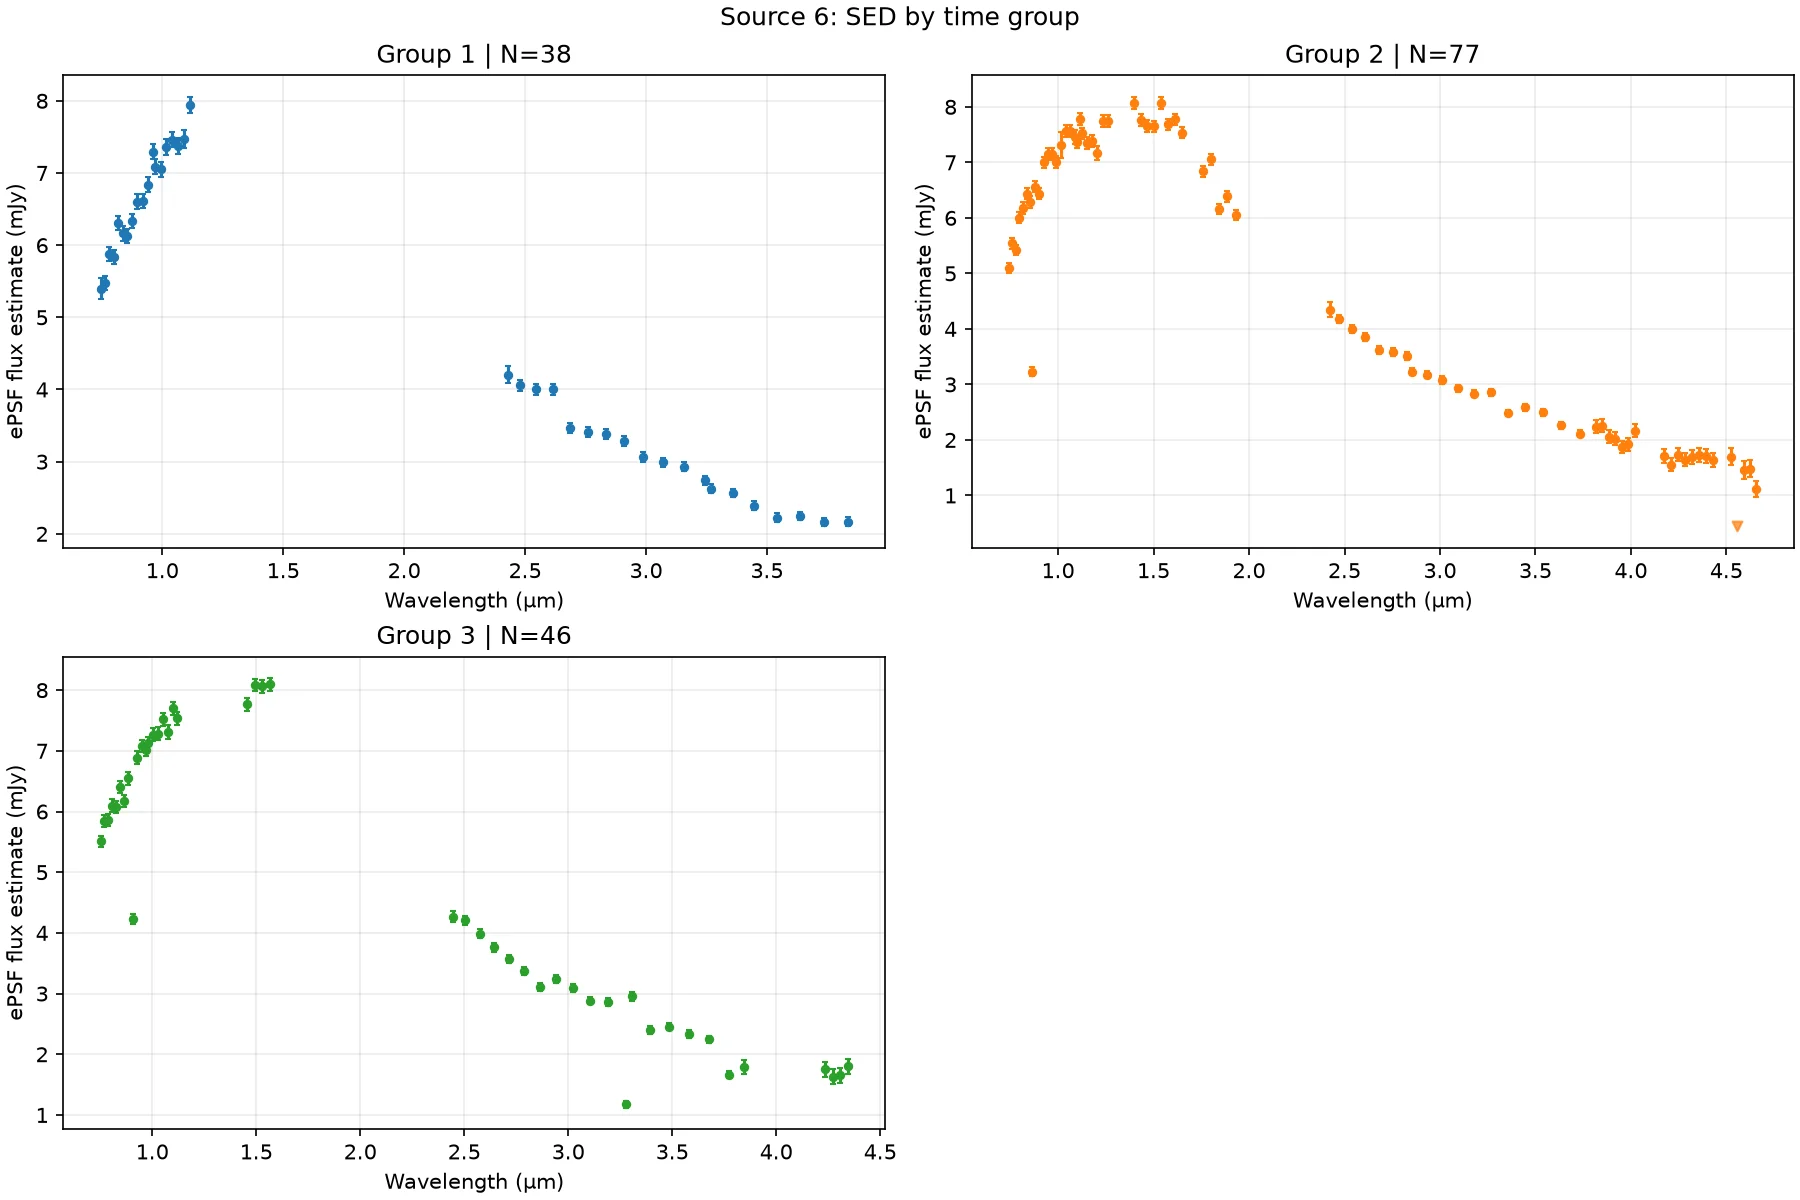 Source 6: SED by time group
Group 1 | N=38
ePSF flux estimate (mJy)
8
7
6
5
4
3
2
1.0 1.5 2.0 2.5 3.0 3.5
Wavelength (µm)
Group 2 | N=77
ePSF flux estimate (mJy)
8
7
6
5
4
3
2
1
1.0 1.5 2.0 2.5 3.0 3.5 4.0 4.5
Wavelength (µm)
Group 3 | N=46
ePSF flux estimate (mJy)
8
7
6
5
4
3
2
1
1.0 1.5 2.0 2.5 3.0 3.5 4.0 4.5
Wavelength (µm)